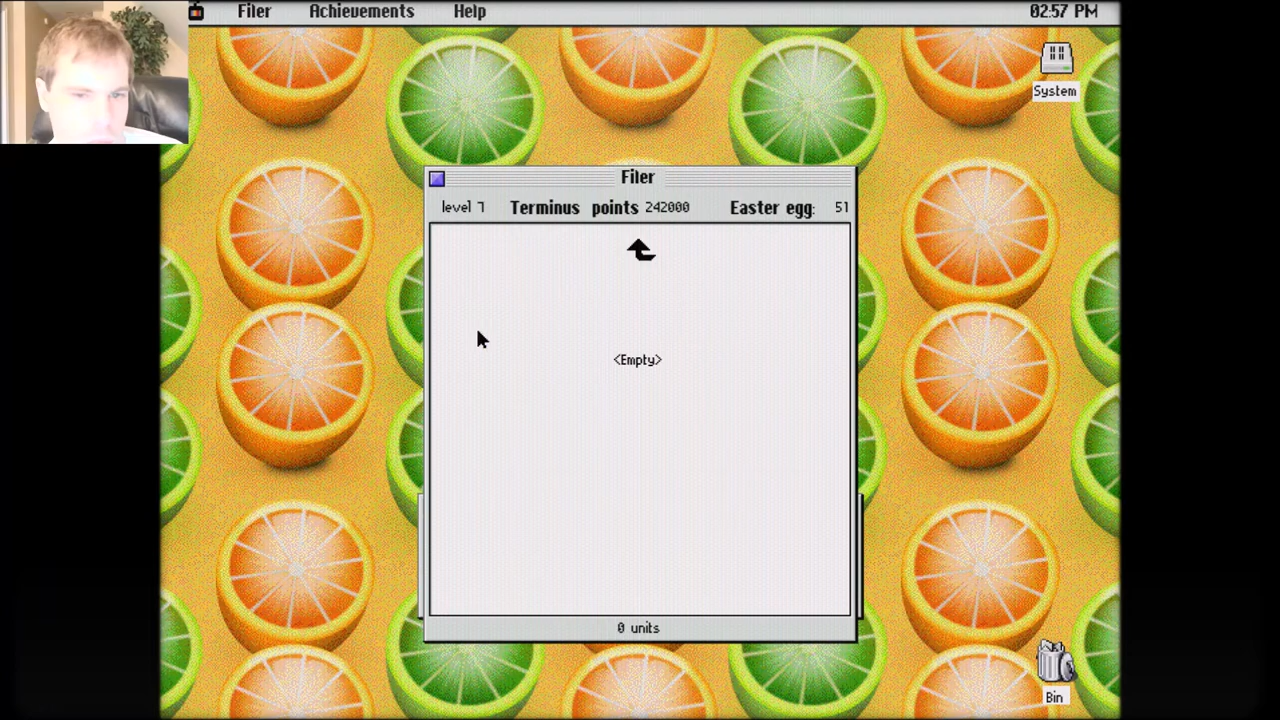 Filer Achievements Help 02:57 PM
System
Filer
level 7 Terminus points 242000 Easter egg: 51
<Empty>
0 units
Bin